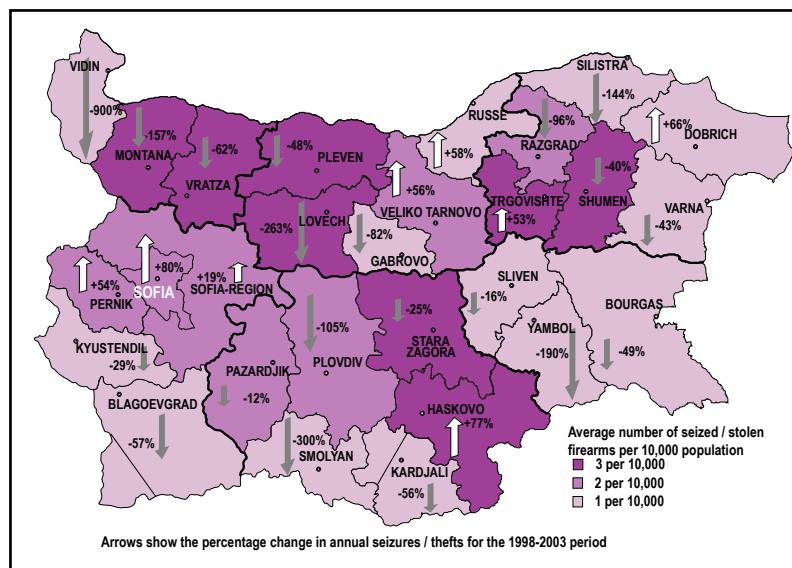 VIDIN
-900%
-157%
MONTANA
-62%
VRATZA
-48%
PLEVEN
RUSSE
+58%
SILISTRA
-144%
-96%
RAZGRAD
+66%
DOBRICH
+56%
VELIKO TARNOVO
-40%
SHUMEN
TRGOVISHTE
+53%
VARNA
-43%
LOVECH
-263%
-82%
GABROVO
+80%
SOFIA
+19%
SOFIA-REGION
+54%
PERNIK
SLIVEN
-16%
BOURGAS
-49%
YAMBOL
-190%
-25%
STARA
ZAGORA
-105%
PLOVDIV
KYUSTENDIL
-29%
PAZARDJIK
-12%
BLAGOEVGRAD
-57%
HASKOVO
+77%
-300%
SMOLYAN
KARDJALI
-56%
Average number of seized / stolen
firearms per 10,000 population
3 per 10,000
2 per 10,000
1 per 10,000
Arrows show the percentage change in annual seizures / thefts for the 1998-2003 period